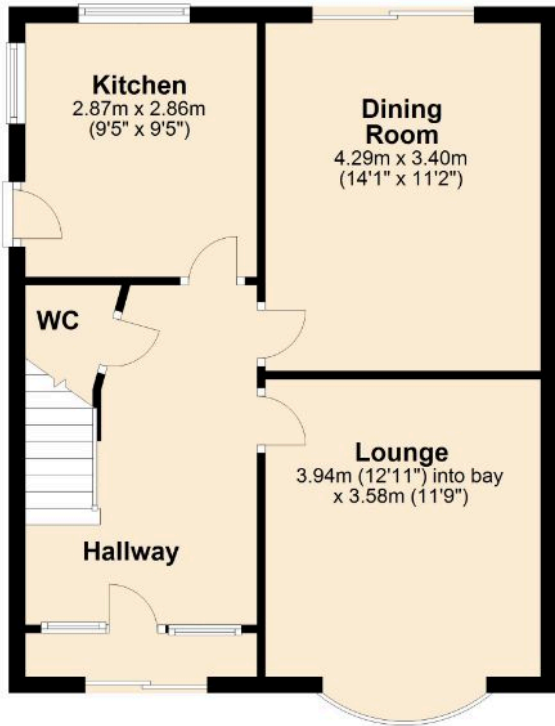 Kitchen
2.87m x 2.86m
(9'5" x 9'5")
Dining
Room
4.29m x 3.40m
(14'1" x 11'2")
WC
Lounge
3.94m (12'11") into bay
x 3.58m (11'9")
Hallway